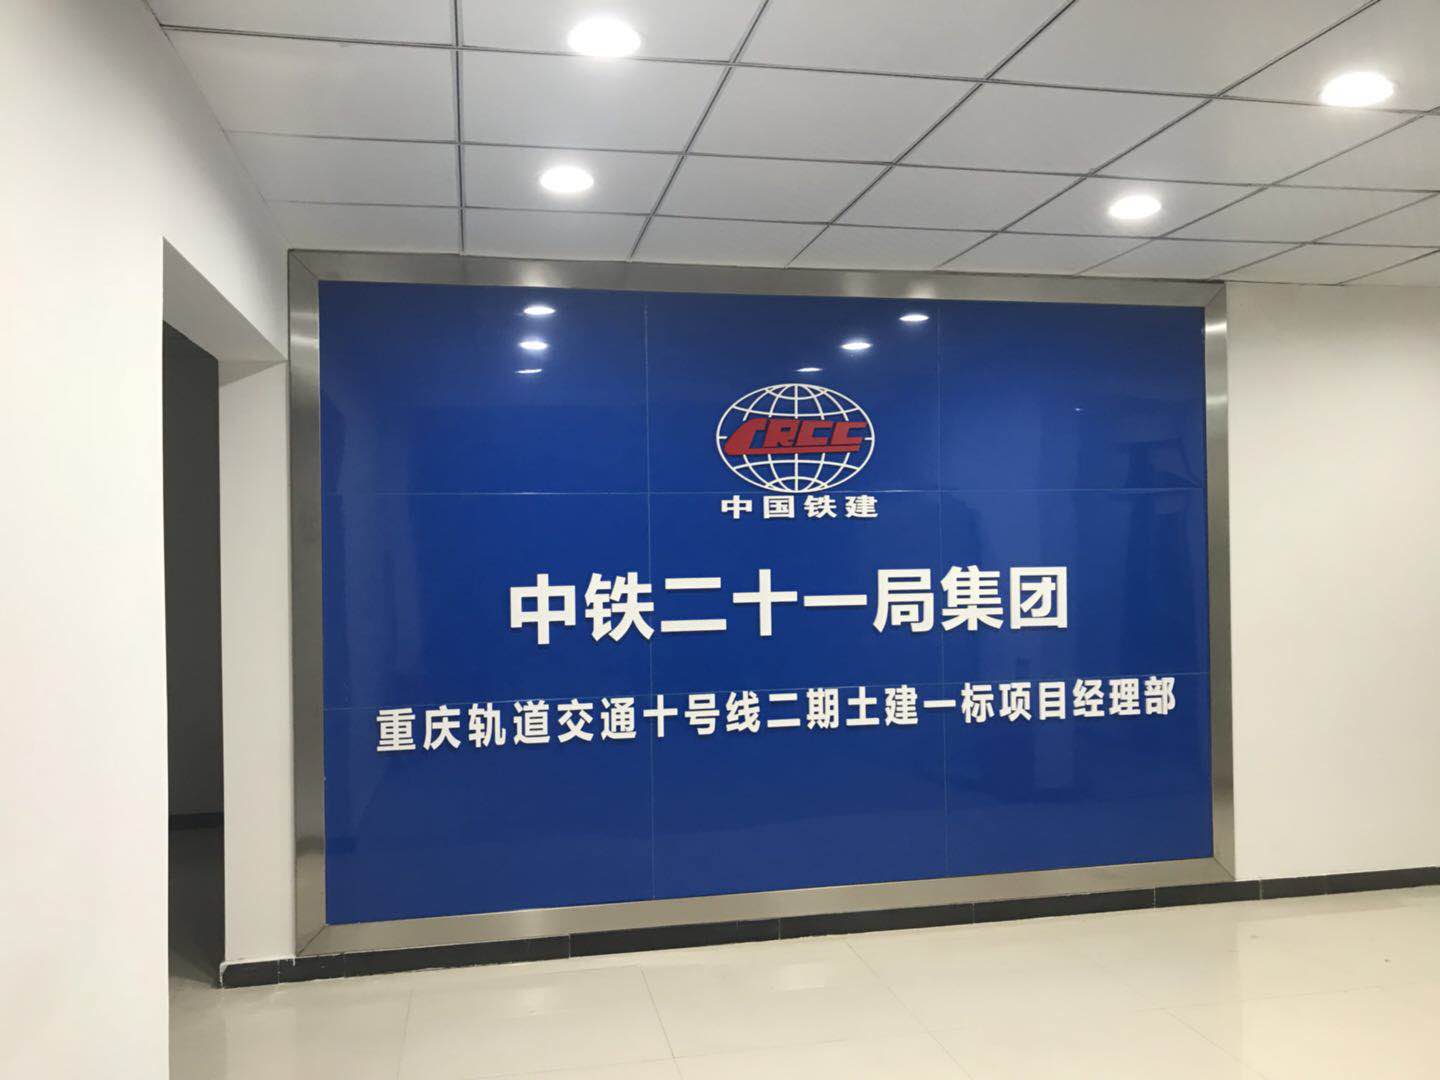 CRCC
中国铁建
中铁二十一局集团
重庆轨道交通十号线二期土建一标项目经理部